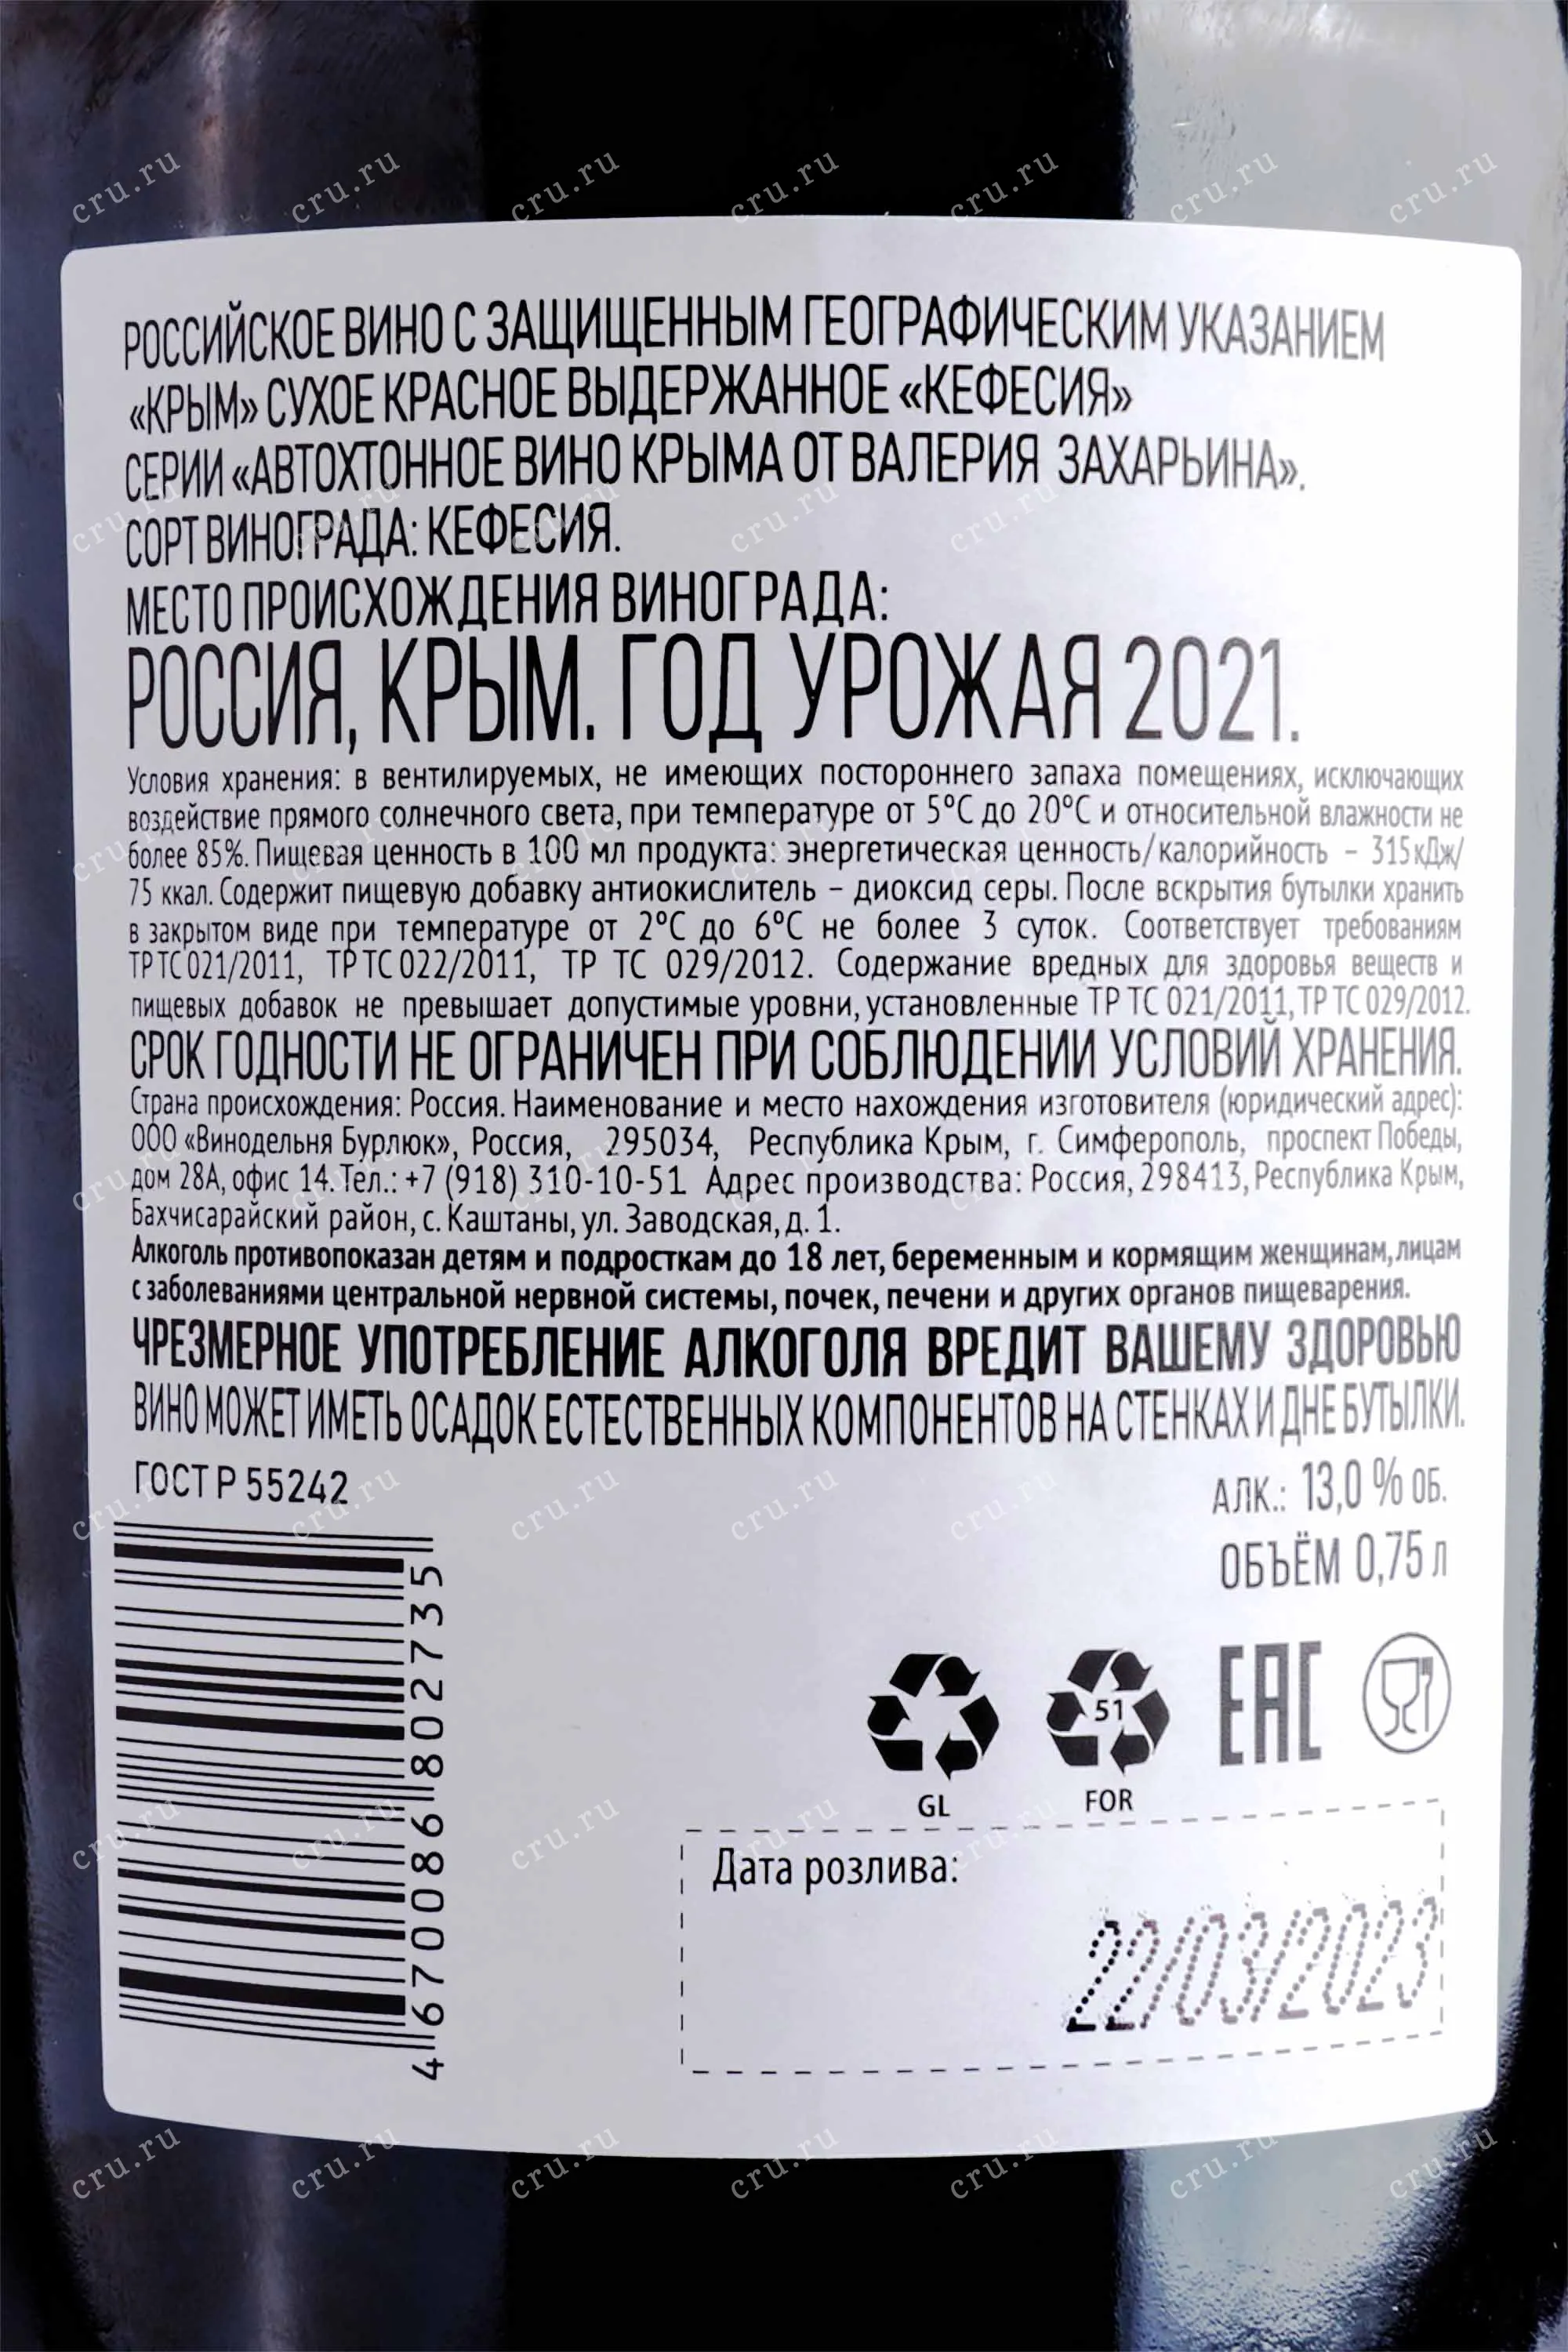 РОССИЙСКОЕ ВИНО С ЗАЩИЩЕННЫМ ГЕОГРАФИЧЕСКИМ УКАЗАНИЕМ
«КРЫМ» СУХОЕ КРАСНОЕ ВЫДЕРЖАННОЕ «КЕФЕСИЯ»
СЕРИИ «АВТОХТОННОЕ ВИНО КРЫМА ОТ ВАЛЕРИЯ ЗАХАРЬИНА».
СОРТ ВИНОГРАДА: КЕФЕСИЯ.
МЕСТО ПРОИСХОЖДЕНИЯ ВИНОГРАДА:
РОССИЯ, КРЫМ. ГОД УРОЖАЯ 2021.
Условия хранения: в вентилируемых, не имеющих постороннего запаха помещениях, исключающих
воздействие прямого солнечного света, при температуре от 5°С до 20°С и относительной влажности не
более 85%. Пищевая ценность в 100 мл продукта: энергетическая ценность/калорийность – 315кДж/
75 ккал. Содержит пищевую добавку антиокислитель – диоксид серы. После вскрытия бутылки хранить
в закрытом виде при температуре от 2°С до 6°С не более 3 суток. Соответствует требованиям
ТР ТС 021/2011, ТР ТС 022/2011, ТР ТС 029/2012. Содержание вредных для здоровья веществ и
пищевых добавок не превышает допустимые уровни, установленные ТР ТС 021/2011, ТР ТС 029/2012.
СРОК ГОДНОСТИ НЕ ОГРАНИЧЕН ПРИ СОБЛЮДЕНИИ УСЛОВИЙ ХРАНЕНИЯ.
Страна происхождения: Россия. Наименование и место нахождения изготовителя (юридический адрес):
ООО «Винодельня Бурлюк», Россия, 295034, Республика Крым, г. Симферополь, проспект Победы,
дом 28А, офис 14. Тел.: +7 (918) 310-10-51 Адрес производства: Россия, 298413, Республика Крым,
Бахчисарайский район, с. Каштаны, ул. Заводская, д. 1.
Алкоголь противопоказан детям и подросткам до 18 лет, беременным и кормящим женщинам, лицам
с заболеваниями центральной нервной системы, почек, печени и других органов пищеварения.
ЧРЕЗМЕРНОЕ УПОТРЕБЛЕНИЕ АЛКОГОЛЯ ВРЕДИТ ВАШЕМУ ЗДОРОВЬЮ
ВИНО МОЖЕТ ИМЕТЬ ОСАДОК ЕСТЕСТВЕННЫХ КОМПОНЕНТОВ НА СТЕНКАХ И ДНЕ БУТЫЛКИ.
ГОСТ Р 55242
АЛК.: 13,0 % ОБ.
ОБЪЁМ 0,75 л
4 670086 802735
51
EAC
GL
FOR
Дата розлива:
22/03/2023
cru.ru